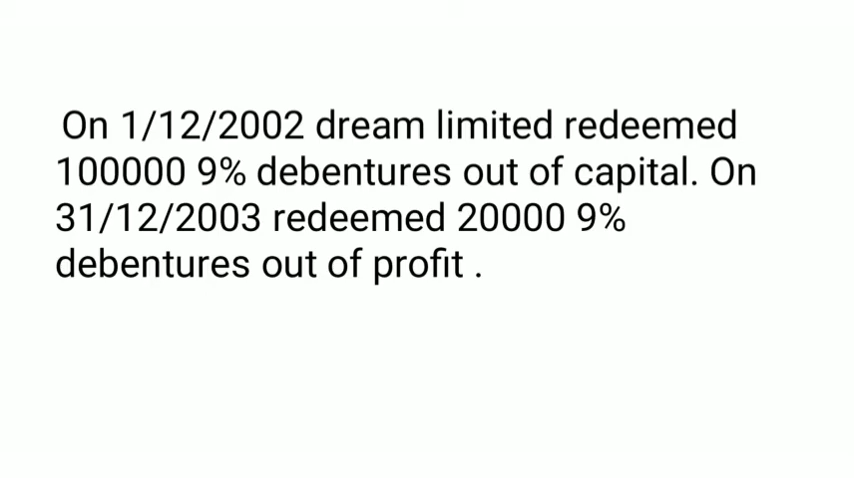 On 1/12/2002 dream limited redeemed
100000 9% debentures out of capital. On
31/12/2003 redeemed 20000 9%
debentures out of profit .